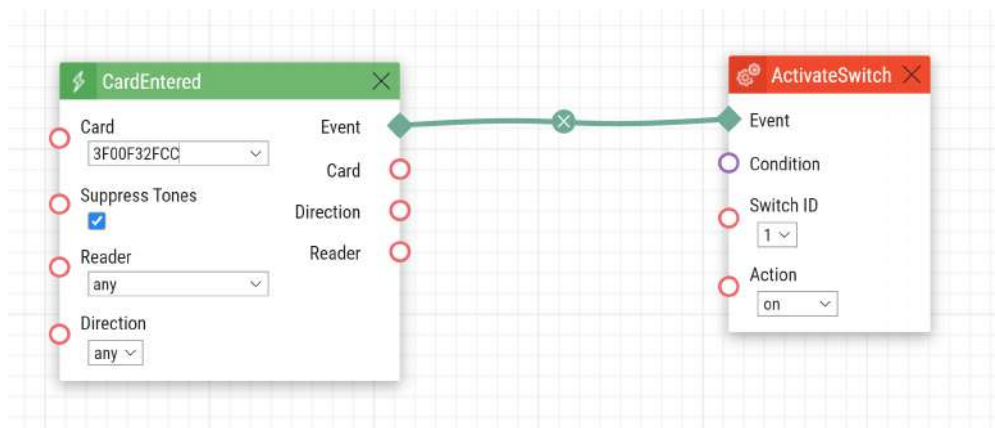 CardEntered
Card
3F00F32FCC
Suppress Tones
Reader
any
Direction
any
Event
Card
Direction
Reader
ActivateSwitch
Event
Condition
Switch ID
1
Action
on